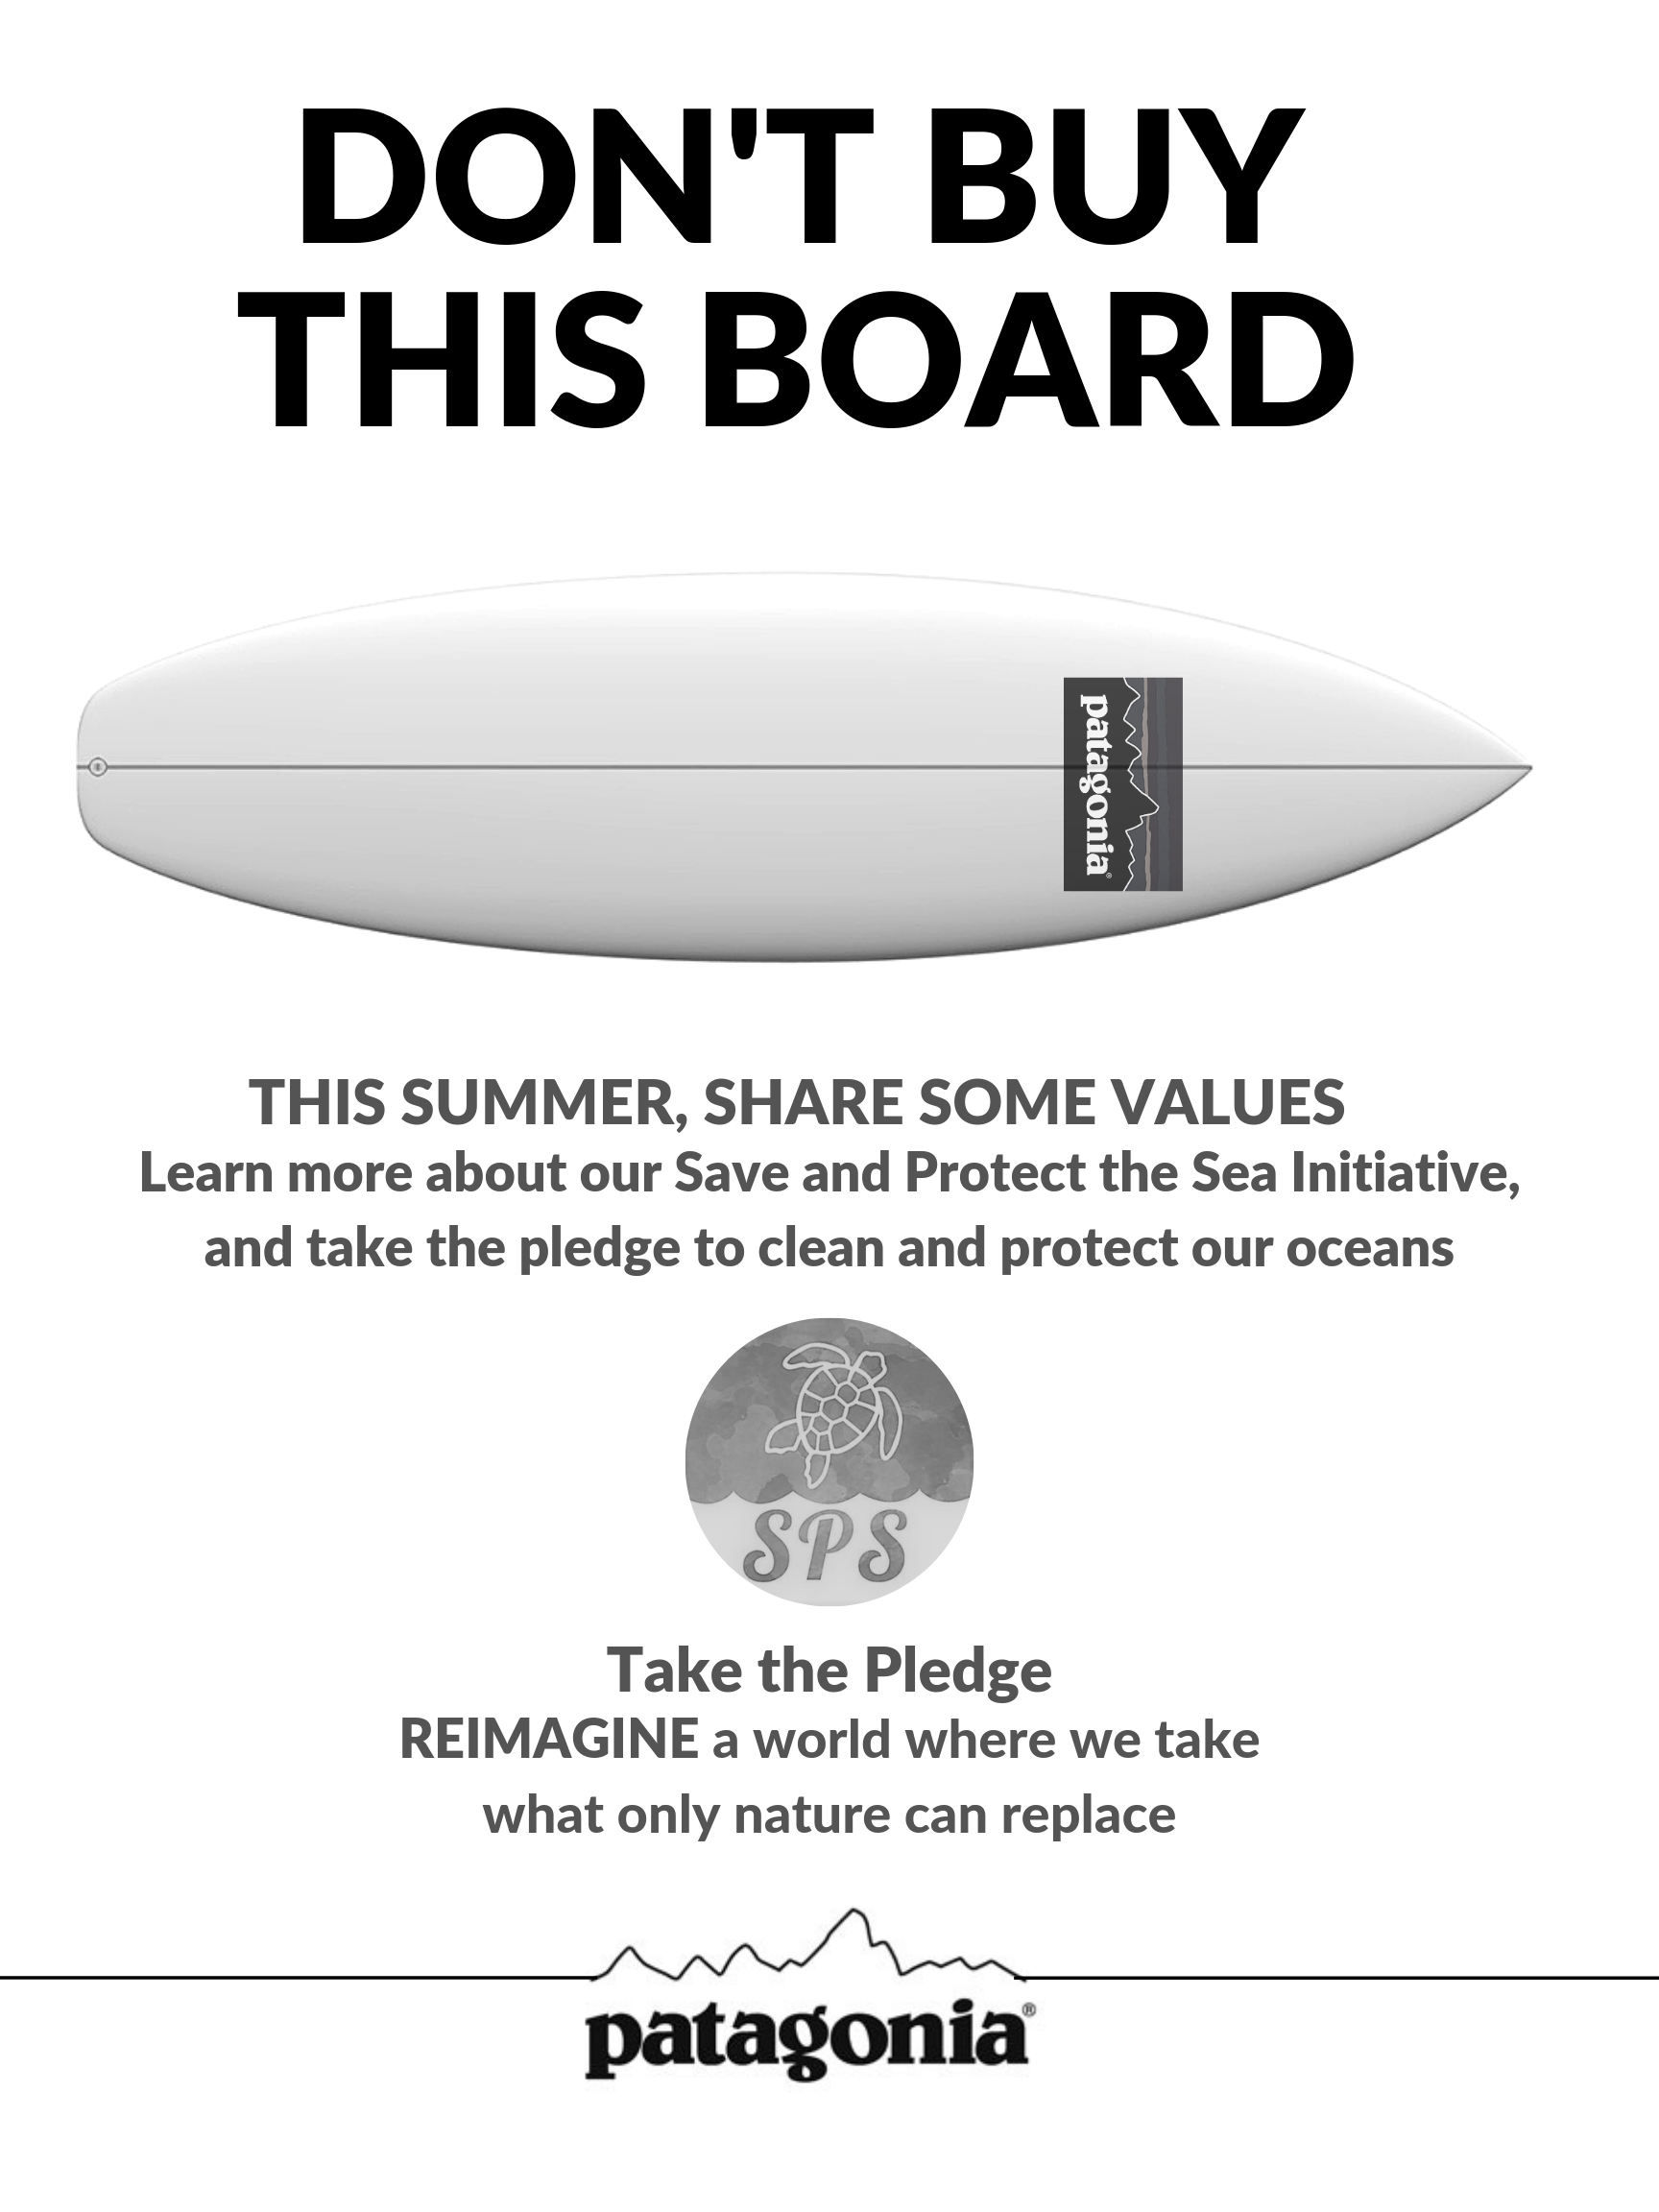 DON'T BUY
THIS BOARD
patagonia®
THIS SUMMER, SHARE SOME VALUES
Learn more about our Save and Protect the Sea Initiative,
and take the pledge to clean and protect our oceans
SPS
Take the Pledge
REIMAGINE a world where we take
what only nature can replace
patagonia®